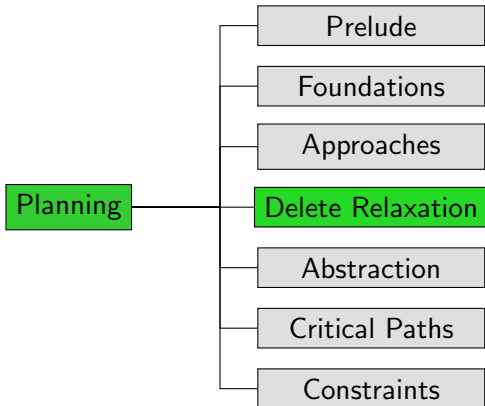 Prelude
Foundations
Approaches
Planning
Delete Relaxation
Abstraction
Critical Paths
Constraints